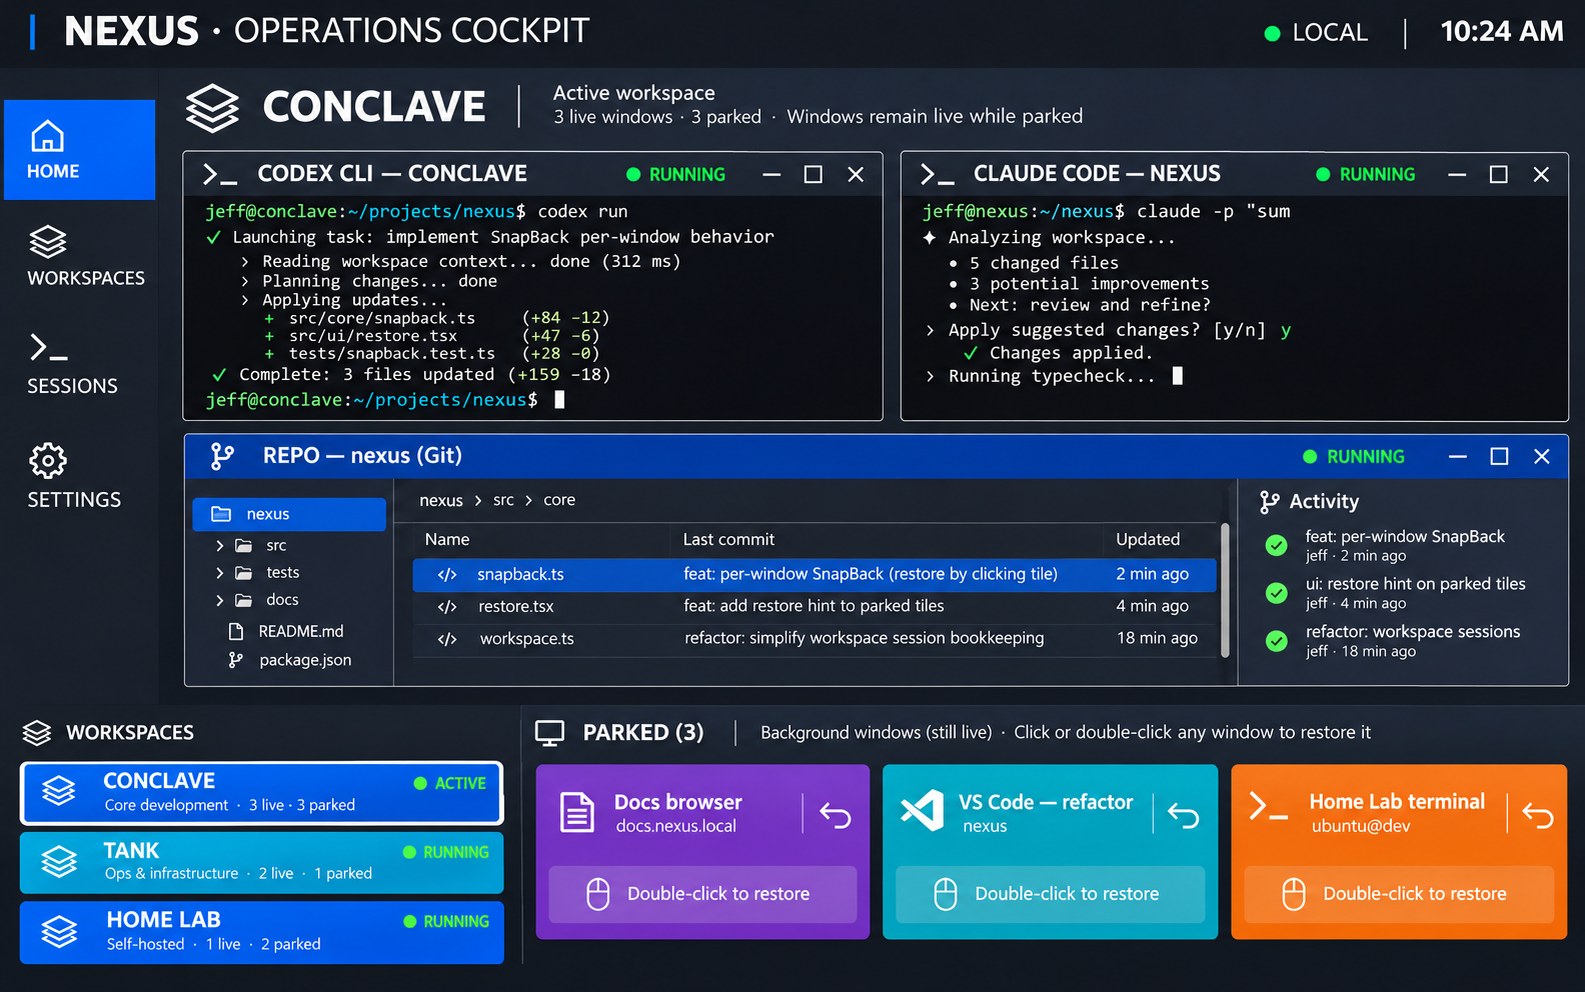 NEXUS · OPERATIONS COCKPIT
LOCAL
10:24 AM
HOME
WORKSPACES
SESSIONS
SETTINGS
CONCLAVE
Active workspace
3 live windows · 3 parked · Windows remain live while parked
>_ CODEX CLI — CONCLAVE
RUNNING
jeff@conclave:~/projects/nexus$ codex run
✓ Launching task: implement SnapBack per-window behavior
› Reading workspace context... done (312 ms)
› Planning changes... done
› Applying updates...
+ src/core/snapback.ts (+84 −12)
+ src/ui/restore.tsx (+47 −6)
+ tests/snapback.test.ts (+28 −0)
✓ Complete: 3 files updated (+159 −18)
jeff@conclave:~/projects/nexus$
>_ CLAUDE CODE — NEXUS
RUNNING
jeff@nexus:~/nexus$ claude -p "sum
✦ Analyzing workspace...
• 5 changed files
• 3 potential improvements
• Next: review and refine?
› Apply suggested changes? [y/n] y
✓ Changes applied.
› Running typecheck...
REPO — nexus (Git)
RUNNING
nexus
src
tests
docs
README.md
package.json
nexus > src > core
Name Last commit Updated
snapback.ts feat: per-window SnapBack (restore by clicking tile) 2 min ago
restore.tsx feat: add restore hint to parked tiles 4 min ago
workspace.ts refactor: simplify workspace session bookkeeping 18 min ago
Activity
feat: per-window SnapBack
jeff · 2 min ago
ui: restore hint on parked tiles
jeff · 4 min ago
refactor: workspace sessions
jeff · 18 min ago
WORKSPACES
CONCLAVE
ACTIVE
Core development · 3 live · 3 parked
TANK
RUNNING
Ops & infrastructure · 2 live · 1 parked
HOME LAB
RUNNING
Self-hosted · 1 live · 2 parked
PARKED (3)
Background windows (still live) · Click or double-click any window to restore it
Docs browser
docs.nexus.local
Double-click to restore
VS Code — refactor
nexus
Double-click to restore
Home Lab terminal
ubuntu@dev
Double-click to restore